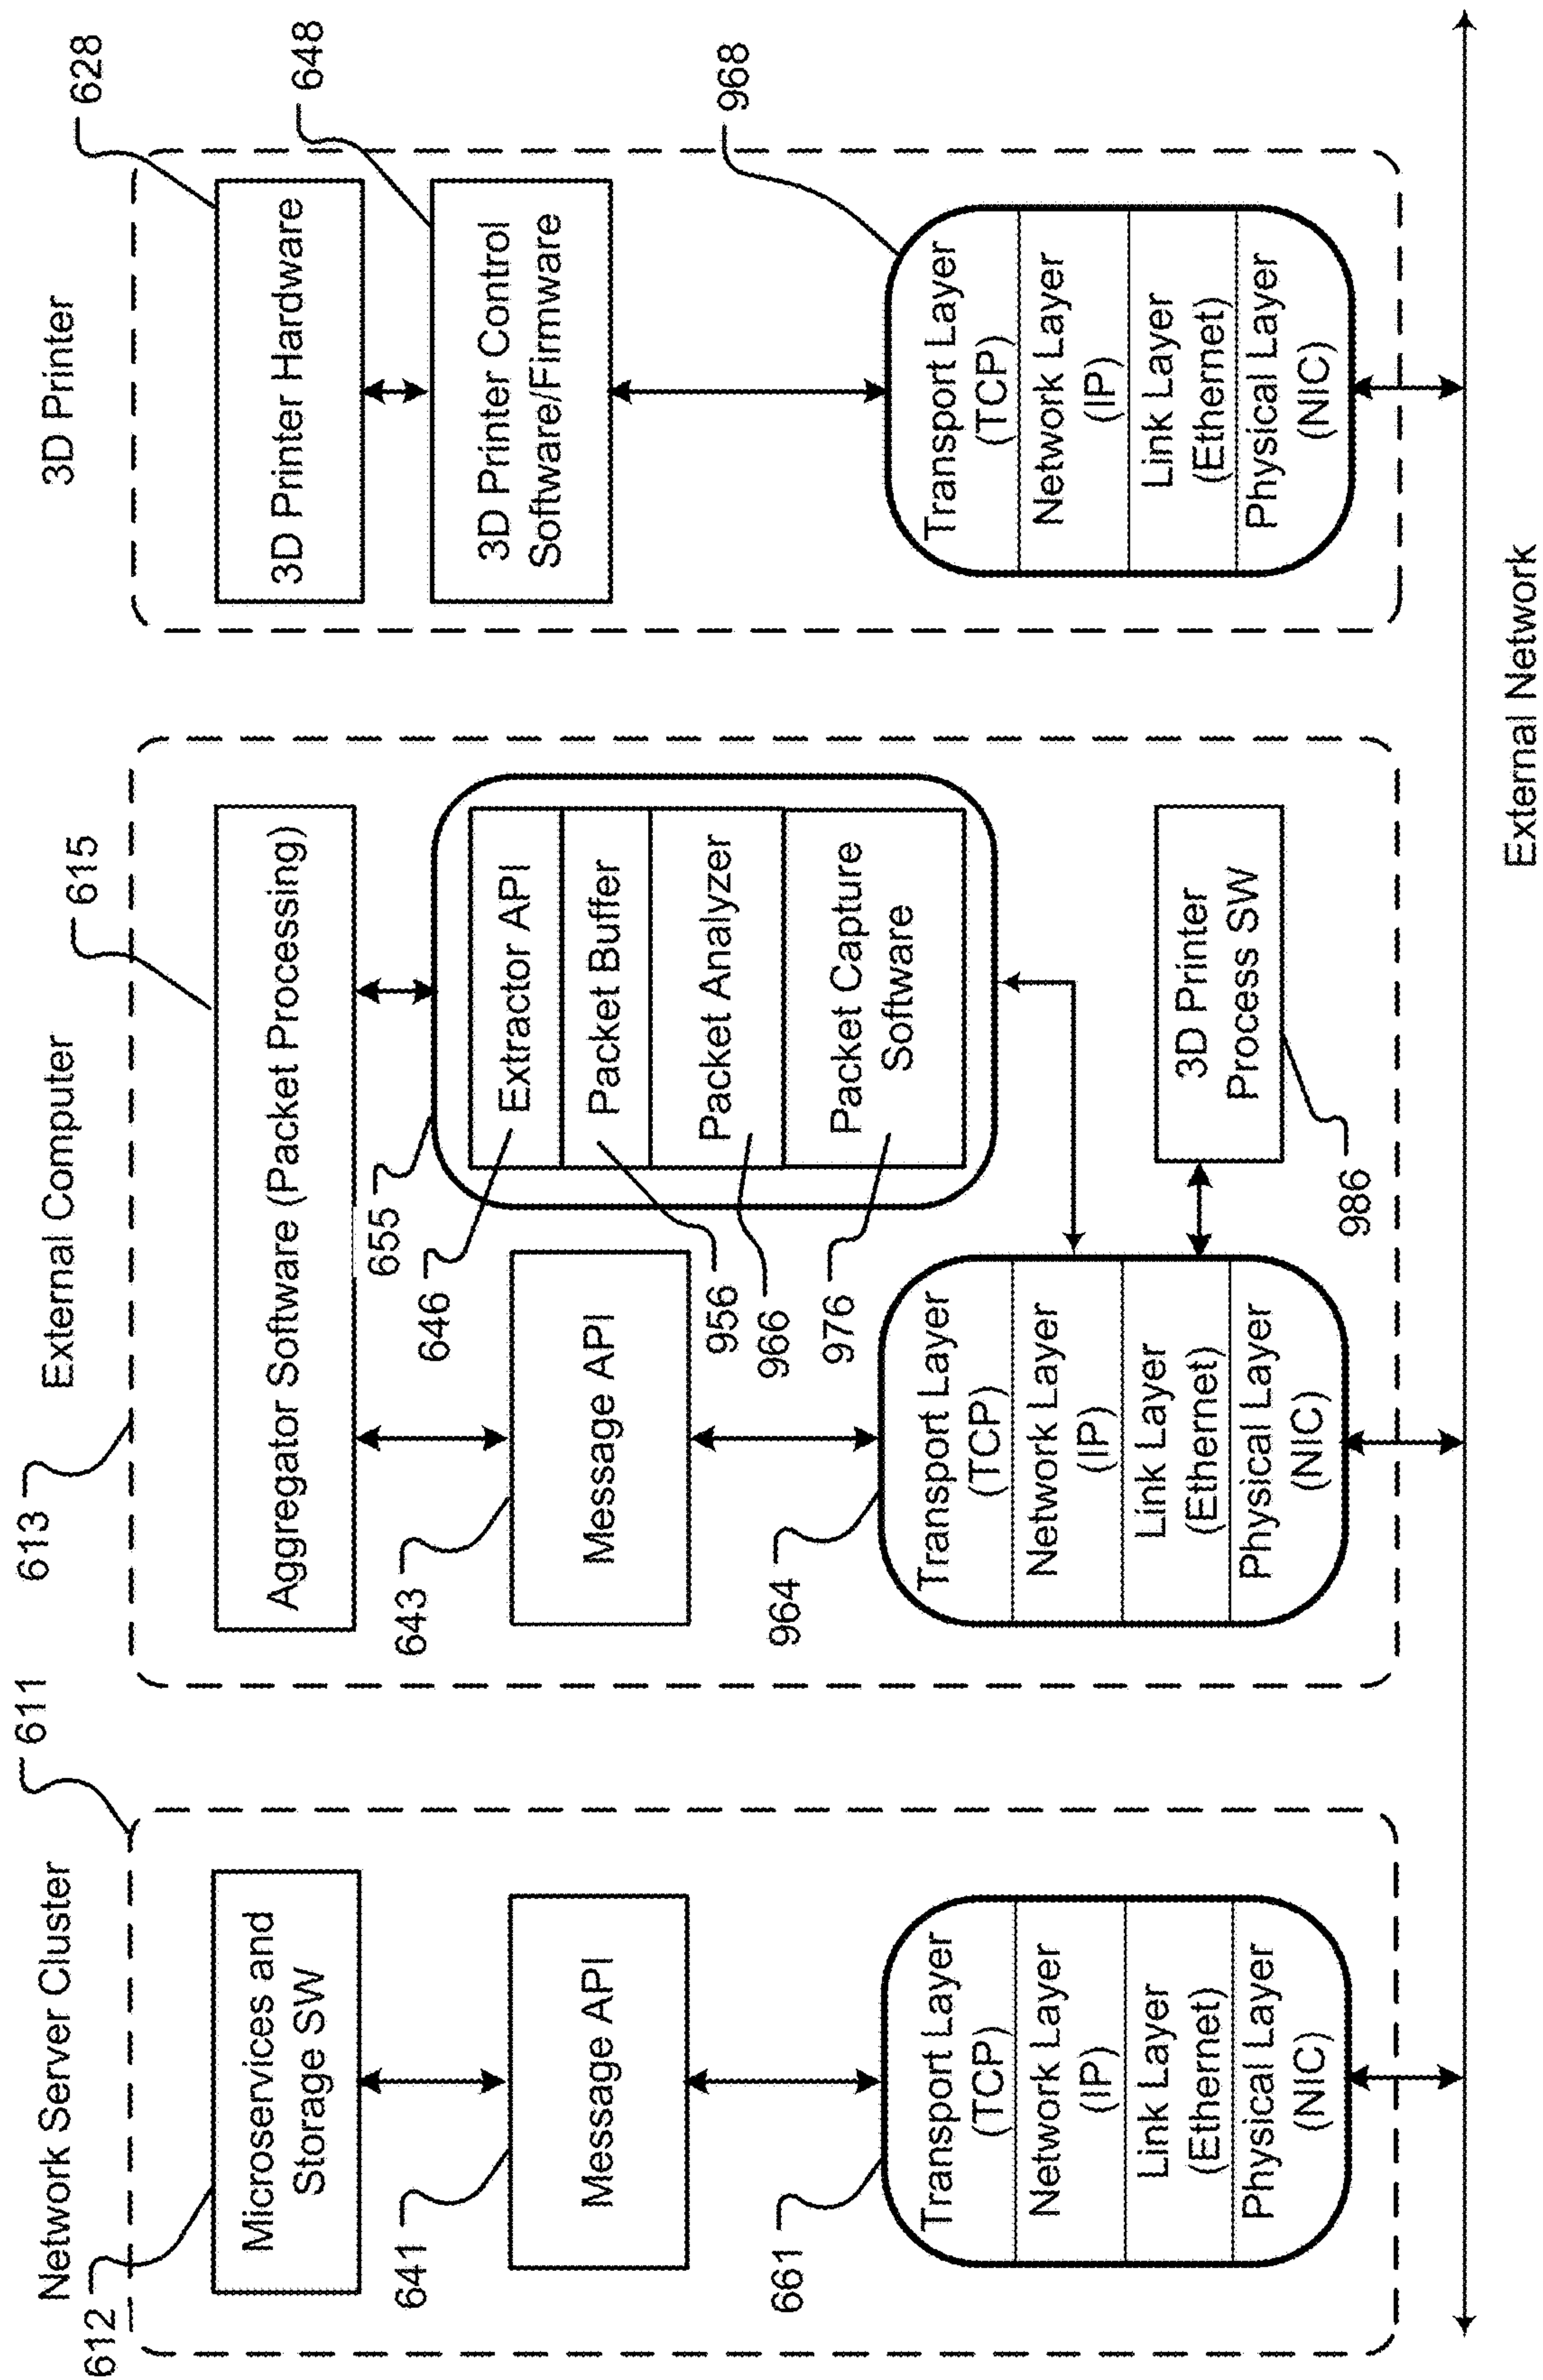 Network Server Cluster
611
612
Microservices and
Storage SW
641
Message API
661
Transport Layer
(TCP)
Network Layer
(IP)
Link Layer
(Ethernet)
Physical Layer
(NIC)
External Computer
613
615
Aggregator Software (Packet Processing)
643
Message API
655
646
Extractor API
956
Packet Buffer
966
Packet Analyzer
976
Packet Capture
Software
964
Transport Layer
(TCP)
Network Layer
(IP)
Link Layer
(Ethernet)
Physical Layer
(NIC)
3D Printer
Process SW
986
3D Printer
628
3D Printer Hardware
648
3D Printer Control
Software/Firmware
968
Transport Layer
(TCP)
Network Layer
(IP)
Link Layer
(Ethernet)
Physical Layer
(NIC)
External Network